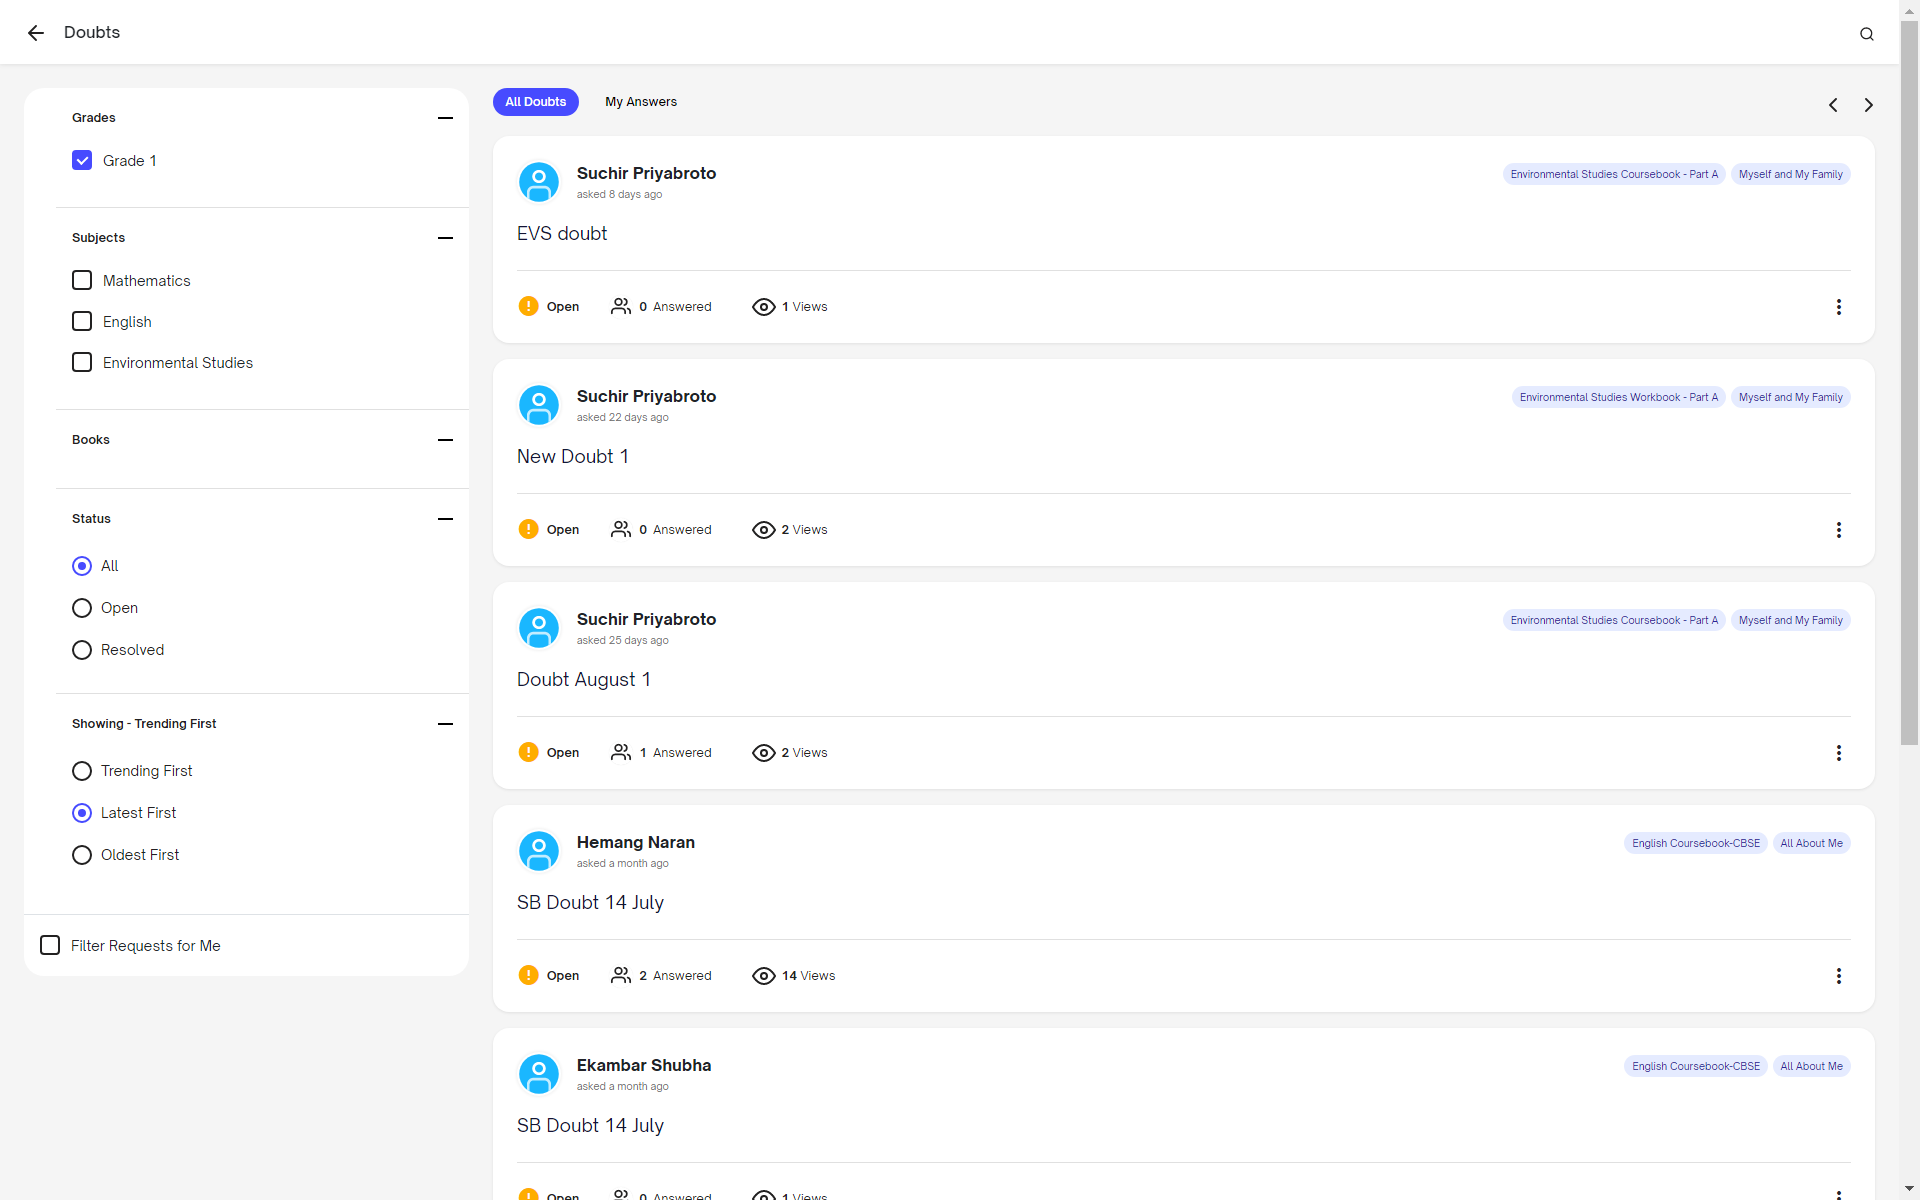 Doubts
Grades
Grade 1
Subjects
Mathematics
English
Environmental Studies
Books
Status
All
Open
Resolved
Showing - Trending First
Trending First
Latest First
Oldest First
Filter Requests for Me
All Doubts
My Answers
Suchir Priyabroto
asked 8 days ago
Environmental Studies Coursebook - Part A
Myself and My Family
EVS doubt
Open
0 Answered
1 Views
Suchir Priyabroto
asked 22 days ago
Environmental Studies Workbook - Part A
Myself and My Family
New Doubt 1
Open
0 Answered
2 Views
Suchir Priyabroto
asked 25 days ago
Environmental Studies Coursebook - Part A
Myself and My Family
Doubt August 1
Open
1 Answered
2 Views
Hemang Naran
asked a month ago
English Coursebook-CBSE
All About Me
SB Doubt 14 July
Open
2 Answered
14 Views
Ekambar Shubha
asked a month ago
English Coursebook-CBSE
All About Me
SB Doubt 14 July
Open
0 Answered
1 Views